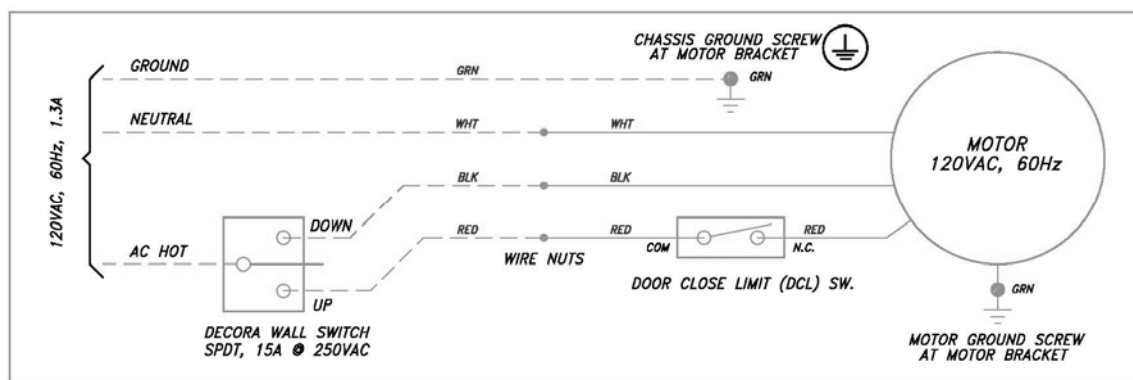 CHASSIS GROUND SCREW
AT MOTOR BRACKET
GROUND
GRN
GRN
NEUTRAL
WHT
WHT
120VAC, 60Hz, 1.3A
MOTOR
120VAC, 60Hz
BLK
BLK
DOWN
AC HOT
RED
RED
RED
COM
N.C.
WIRE NUTS
DOOR CLOSE LIMIT (DCL) SW.
UP
GRN
DECORA WALL SWITCH
SPDT, 15A @ 250VAC
MOTOR GROUND SCREW
AT MOTOR BRACKET